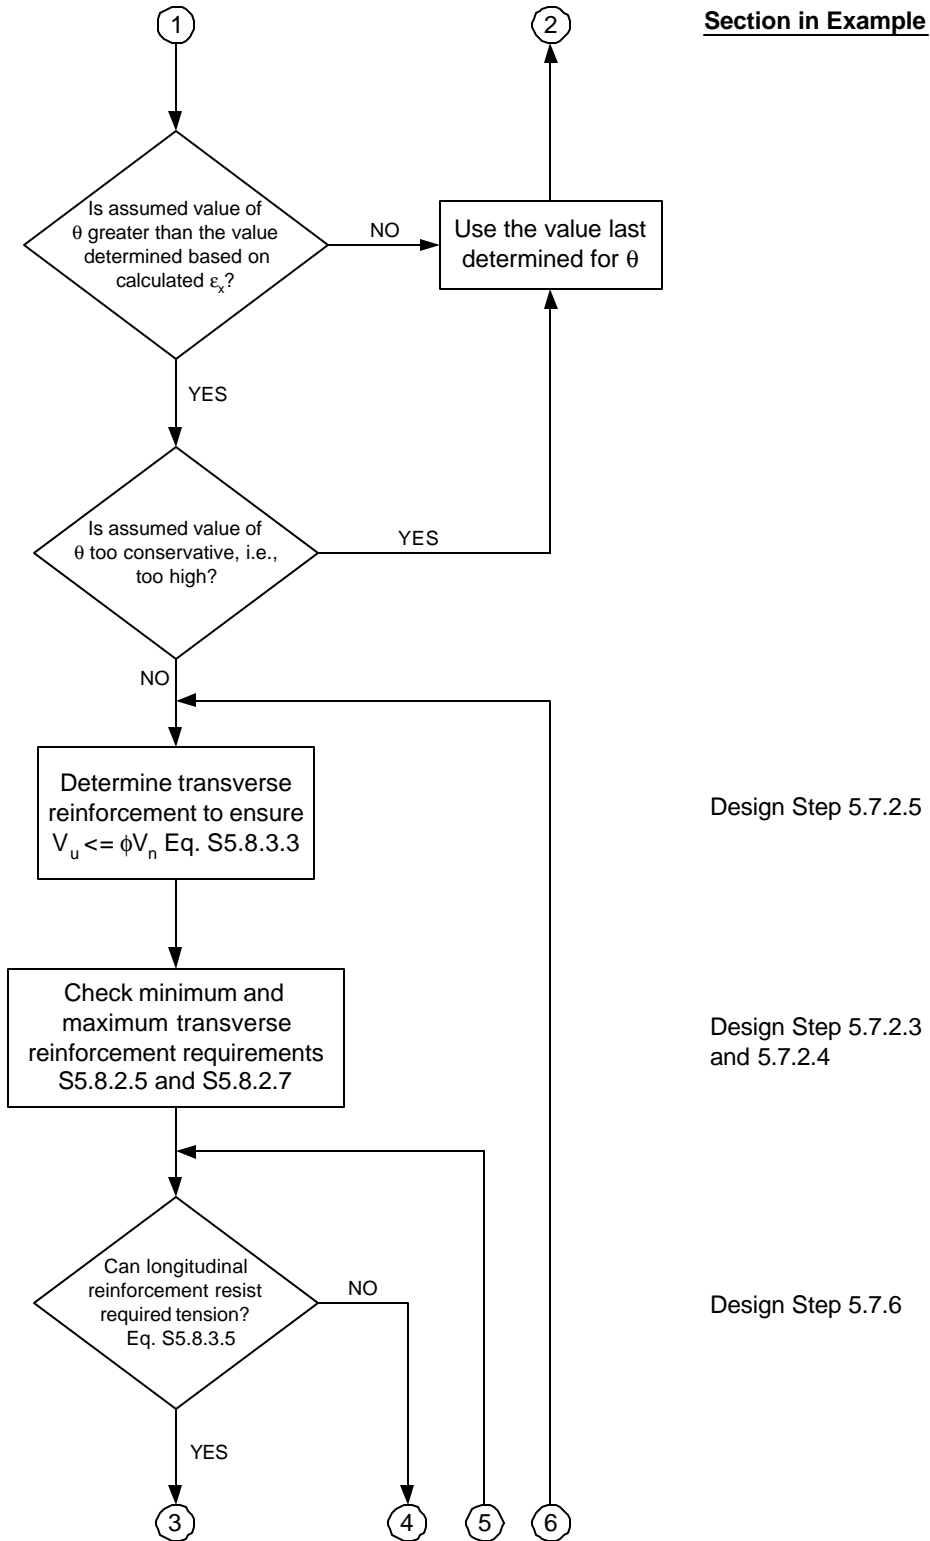 1
2
Section in Example
Is assumed value of
θ greater than the value
determined based on
calculated εx?
NO
Use the value last
determined for θ
YES
Is assumed value of
θ too conservative, i.e.,
too high?
YES
NO
Determine transverse
reinforcement to ensure
Vu <= ϕVn Eq. S5.8.3.3
Design Step 5.7.2.5
Check minimum and
maximum transverse
reinforcement requirements
S5.8.2.5 and S5.8.2.7
Design Step 5.7.2.3
and 5.7.2.4
Can longitudinal
reinforcement resist
required tension?
Eq. S5.8.3.5
NO
Design Step 5.7.6
YES
3
4
5
6